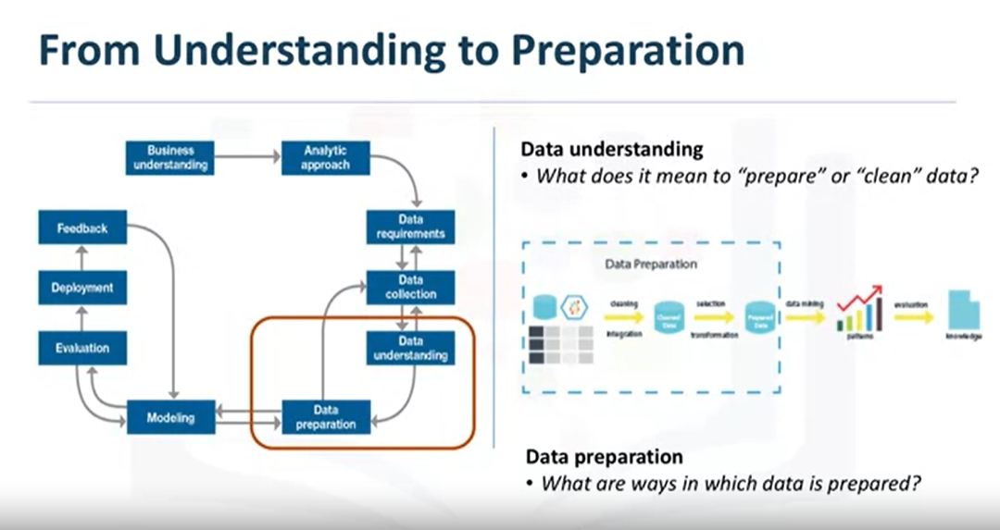 From Understanding to Preparation
Business
understanding
Analytic
approach
Feedback
Data
requirements
Deployment
Data
collection
Evaluation
Data
understanding
Modeling
Data
preparation
Data understanding
• What does it mean to “prepare” or “clean” data?
Data Preparation
cleaning
integration
Cleaned
Data
selection
transformation
Prepared
Data
data mining
patterns
evaluation
knowledge
Data preparation
• What are ways in which data is prepared?